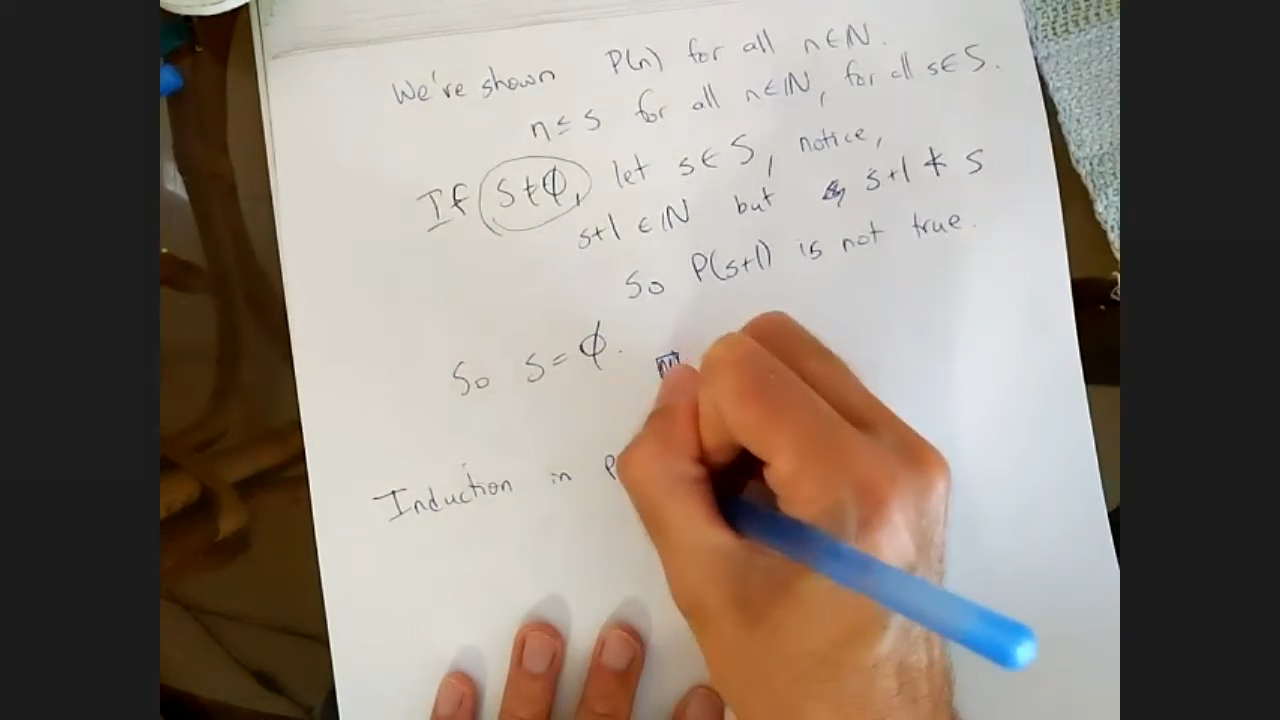 We've shown P(n) for all n∈ℕ.
n ≤ s for all n∈ℕ, for all s∈S.
If S≠∅, let s∈S, notice,
s+1 ∈ ℕ but s+1 ≰ s
So P(s+1) is not true.
So S = ∅.
Induction in